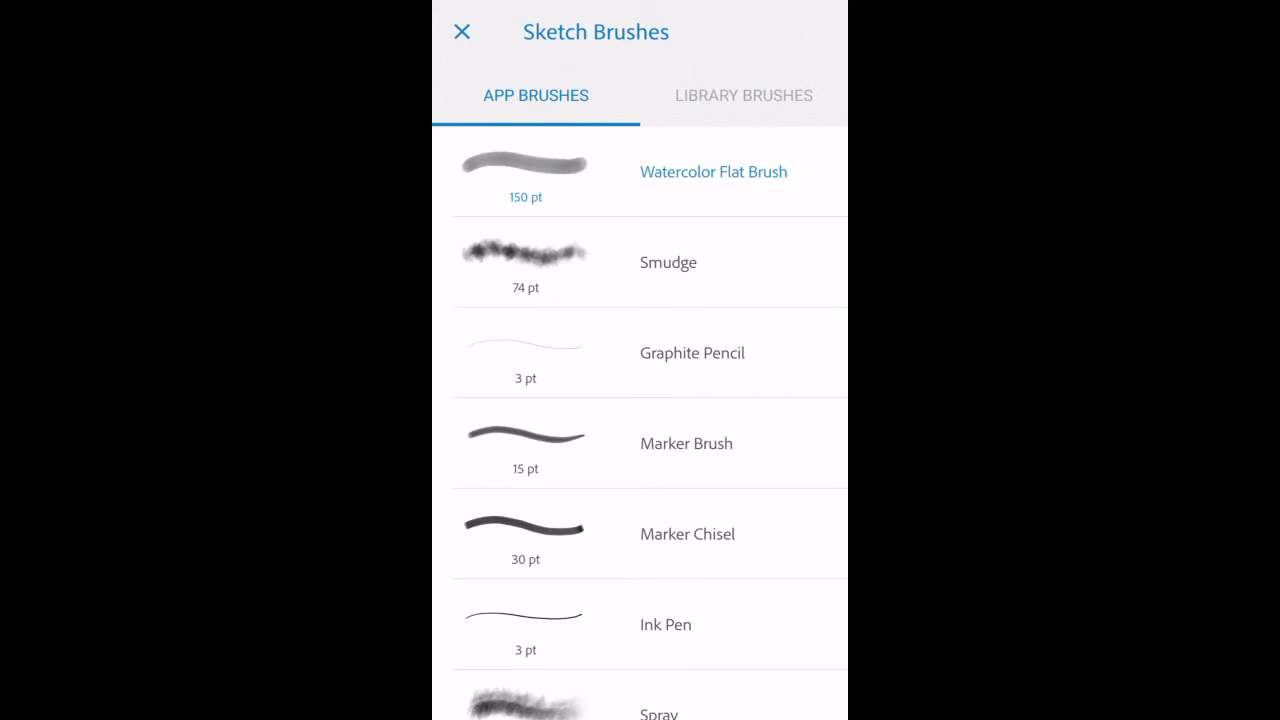 Sketch Brushes
APP BRUSHES
LIBRARY BRUSHES
Watercolor Flat Brush
150 pt
Smudge
74 pt
Graphite Pencil
3 pt
Marker Brush
15 pt
Marker Chisel
30 pt
Ink Pen
3 pt
Spray